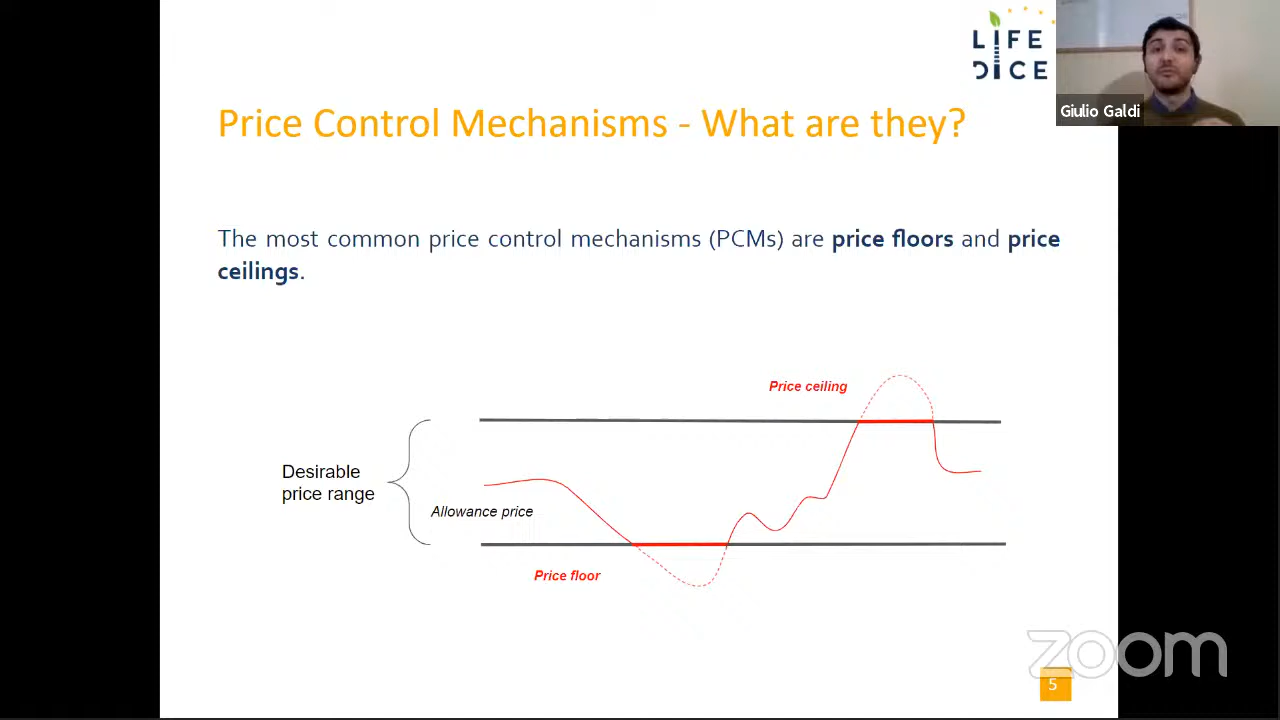 LIFE
DICE
Giulio Galdi
Price Control Mechanisms - What are they?
The most common price control mechanisms (PCMs) are price floors and price
ceilings.
Price ceiling
Desirable
price range
Allowance price
Price floor
zoom
5